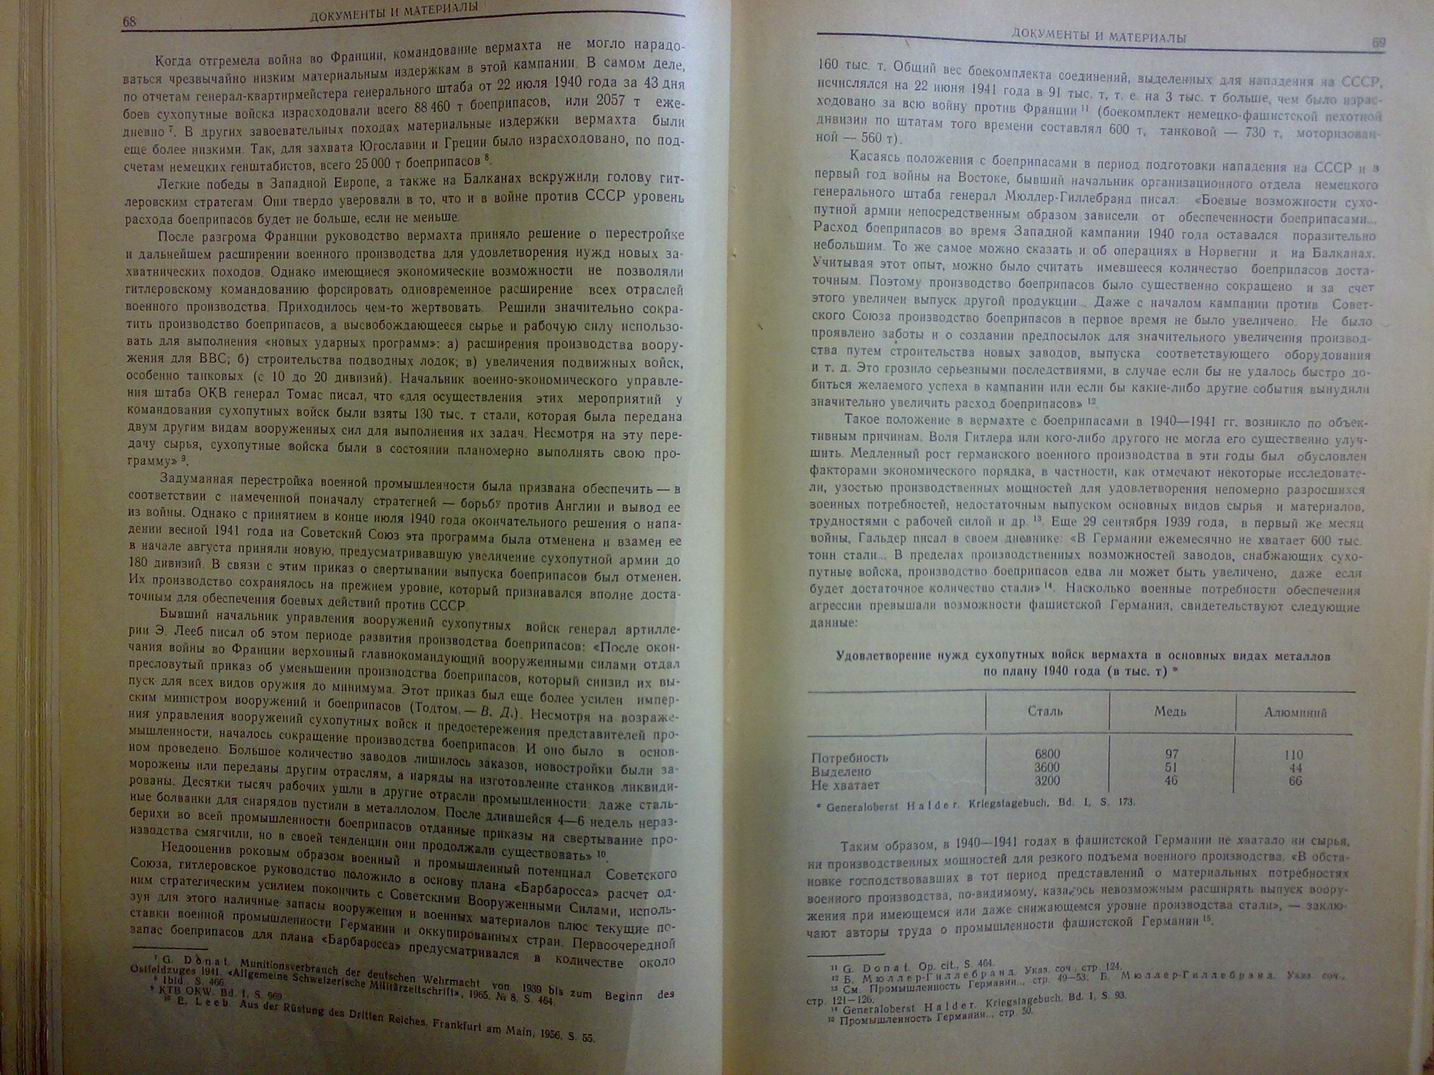 68
ДОКУМЕНТЫ И МАТЕРИАЛЫ
Когда отгремела война во Франции, командование вермахта не могло нарадо-
ваться чрезвычайно низким материальным издержкам в этой кампании. В самом деле,
по отчетам генерал-квартирмейстера генерального штаба от 22 июля 1940 года за 43 дня
боев сухопутные войска израсходовали всего 88 460 т боеприпасов, или 2057 т еже-
дневно 7. В других завоевательных походах материальные издержки вермахта были
еще более низкими. Так, для захвата Югославии и Греции было израсходовано, по под-
счетам немецких генштабистов, всего 25 000 т боеприпасов 8.
Легкие победы в Западной Европе, а также на Балканах вскружили голову гит-
леровским стратегам. Они твердо уверовали в то, что и в войне против СССР уровень
расхода боеприпасов будет не больше, если не меньше.
После разгрома Франции руководство вермахта приняло решение о перестройке
и дальнейшем расширении военного производства для удовлетворения нужд новых за-
хватнических походов. Однако имеющиеся экономические возможности не позволяли
гитлеровскому командованию форсировать одновременное расширение всех отраслей
военного производства. Приходилось чем-то жертвовать. Решили значительно сокра-
тить производство боеприпасов, а высвобождающееся сырье и рабочую силу использо-
вать для выполнения «новых ударных программ»: а) расширения производства воору-
жения для ВВС; б) строительства подводных лодок; в) увеличения подвижных войск,
особенно танковых (с 10 до 20 дивизий). Начальник военно-экономического управле-
ния штаба ОКВ генерал Томас писал, что «для осуществления этих мероприятий у
командования сухопутных войск были взяты 130 тыс. т стали, которая была передана
двум другим видам вооруженных сил для выполнения их задач. Несмотря на эту пере-
дачу сырья, сухопутные войска были в состоянии планомерно выполнять свою про-
грамму» 9.
Задуманная перестройка военной промышленности была призвана обеспечить — в
соответствии с намеченной поначалу стратегией — борьбу против Англии и вывод ее
из войны. Однако с принятием в конце июля 1940 года окончательного решения о напа-
дении весной 1941 года на Советский Союз эта программа была отменена и взамен ее
в начале августа приняли новую, предусматривавшую увеличение сухопутной армии до
180 дивизий. В связи с этим приказ о свертывании выпуска боеприпасов был отменен.
Их производство сохранялось на прежнем уровне, который признавался вполне доста-
точным для обеспечения боевых действий против СССР.
Бывший начальник управления вооружений сухопутных войск генерал артилле-
рии Э. Лееб писал об этом периоде развития производства боеприпасов: «После окон-
чания войны во Франции верховный главнокомандующий вооруженными силами отдал
пресловутый приказ об уменьшении производства боеприпасов, который снизил их вы-
пуск для всех видов оружия до минимума. Этот приказ был еще более усилен импер-
ским министром вооружений и боеприпасов (Тодтом.— В. Д.). Несмотря на возраже-
ния управления вооружений сухопутных войск и предостережения представителей про-
мышленности, началось сокращение производства боеприпасов. И оно было в основ-
ном проведено. Большое количество заводов лишилось заказов, новостройки были за-
морожены или переданы другим отраслям, а наряды на изготовление станков ликвиди-
рованы. Десятки тысяч рабочих ушли в другие отрасли промышленности: даже сталь-
ные болванки для снарядов пустили в металлолом. После длившейся 4—6 недель нераз-
берихи во всей промышленности боеприпасов отданные приказы на свертывание про-
изводства смягчили, но в своей тенденции они продолжали существовать» 10.
Недооценив роковым образом военный и промышленный потенциал Советского
Союза, гитлеровское руководство положило в основу плана «Барбаросса» расчет од-
ним стратегическим усилием покончить с Советскими Вооруженными Силами, исполь-
зуя для этого наличные запасы вооружения и военных материалов плюс текущие по-
ставки военной промышленности Германии и оккупированных стран. Первоочередной
запас боеприпасов для плана «Барбаросса» предусматривался в количестве около
7 G. Donat. Munitionsverbrauch der deutschen Wehrmacht von 1939 bis zum Beginn des
Ostfeldzuges 1941. «Allgemeine Schweizerische Militärzeitschrift», 1965, № 8, S. 464.
8 Ibid., S. 466.
9 KTB OKW. Bd. I, S. 969.
10 E. Leeb. Aus der Rüstung des Dritten Reiches. Frankfurt am Main, 1956, S. 55.
ДОКУМЕНТЫ И МАТЕРИАЛЫ
69
160 тыс. т. Общий вес боекомплекта соединений, выделенных для нападения на СССР,
исчислялся на 22 июня 1941 года в 91 тыс. т, т. е. на 3 тыс. т больше, чем было израс-
ходовано за всю войну против Франции 11 (боекомплект немецко-фашистской пехотной
дивизии по штатам того времени составлял 600 т, танковой — 730 т, моторизован-
ной — 560 т).
Касаясь положения с боеприпасами в период подготовки нападения на СССР и в
первый год войны на Востоке, бывший начальник организационного отдела немецкого
генерального штаба генерал Мюллер-Гиллебранд писал: «Боевые возможности сухо-
путной армии непосредственным образом зависели от обеспеченности боеприпасами...
Расход боеприпасов во время Западной кампании 1940 года оставался поразительно
небольшим. То же самое можно сказать и об операциях в Норвегии и на Балканах.
Учитывая этот опыт, можно было считать имевшееся количество боеприпасов доста-
точным. Поэтому производство боеприпасов было существенно сокращено и за счет
этого увеличен выпуск другой продукции... Даже с началом кампании против Совет-
ского Союза производство боеприпасов в первое время не было увеличено. Не было
проявлено заботы и о создании предпосылок для значительного увеличения производ-
ства путем строительства новых заводов, выпуска соответствующего оборудования
и т. д. Это грозило серьезными последствиями, в случае если бы не удалось быстро до-
биться желаемого успеха в кампании или если бы какие-либо другие события вынудили
значительно увеличить расход боеприпасов» 12.
Такое положение в вермахте с боеприпасами в 1940—1941 гг. возникло по объек-
тивным причинам. Воля Гитлера или кого-либо другого не могла его существенно улуч-
шить. Медленный рост германского военного производства в эти годы был обусловлен
факторами экономического порядка, в частности, как отмечают некоторые исследовате-
ли, узостью производственных мощностей для удовлетворения непомерно разросшихся
военных потребностей, недостаточным выпуском основных видов сырья и материалов,
трудностями с рабочей силой и др. 13. Еще 29 сентября 1939 года, в первый же месяц
войны, Гальдер писал в своем дневнике: «В Германии ежемесячно не хватает 600 тыс.
тонн стали... В пределах производственных возможностей заводов, снабжающих сухо-
путные войска, производство боеприпасов едва ли может быть увеличено, даже если
будет достаточное количество стали» 14. Насколько военные потребности обеспечения
агрессии превышали возможности фашистской Германии, свидетельствуют следующие
данные:
Удовлетворение нужд сухопутных войск вермахта в основных видах металлов
по плану 1940 года (в тыс. т) *
Сталь Медь Алюминий
Потребность 6800 97 110
Выделено 3600 51 44
Не хватает 3200 46 66
* Generaloberst Halder. Kriegstagebuch, Bd. I, S. 173.
Таким образом, в 1940—1941 годах в фашистской Германии не хватало ни сырья,
ни производственных мощностей для резкого подъема военного производства. «В обста-
новке господствовавших в тот период представлений о материальных потребностях
военного производства, по-видимому, казалось невозможным расширять выпуск воору-
жения при имеющемся или даже снижающемся уровне производства стали», — заклю-
чают авторы труда о промышленности Германии 15.
11 G. Donat. Op. cit., S. 464.
12 Б. Мюллер-Гиллебранд. Указ. соч., стр. 124.
13 См. Промышленность Германии... стр. 49—53; Б. Мюллер-Гиллебранд. Указ. соч.,
стр. 121—126.
14 Generaloberst Halder. Kriegstagebuch, Bd. I, S. 93.
15 Промышленность Германии..., стр. 50.